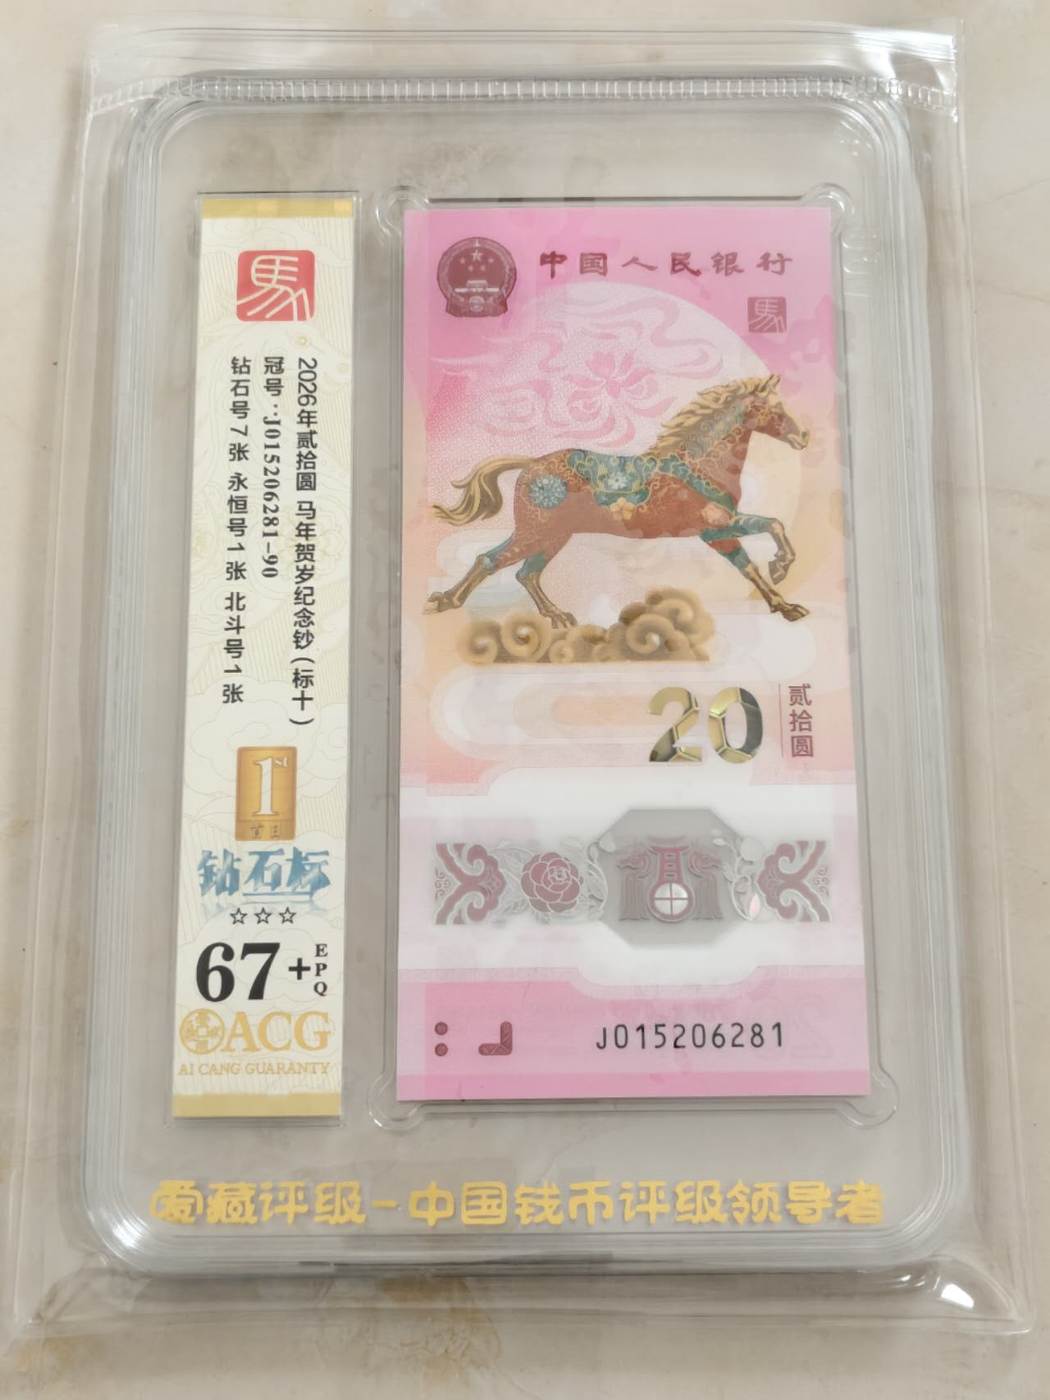 馬
2026年贰拾圆 马年贺岁纪念钞(标十)
冠号:J015206281-90
钻石号7张 永恒号1张 北斗号1张
1st
钻石标
67+
EPQ
ACG
AI CANG GUARANTY
中国人民银行
馬
20
贰拾圆
J015206281
爱藏评级-中国钱币评级领导者